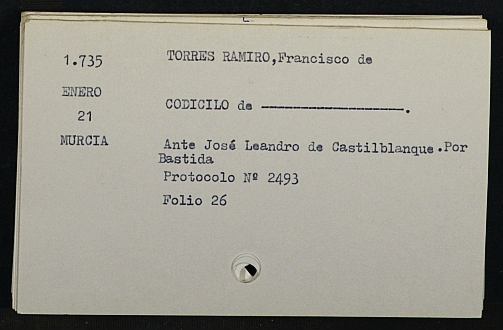 1.735 TORRES RAMIRO,Francisco de
ENERO
21 CODICILO de ------------------.
MURCIA Ante José Leandro de Castilblanque.Por
Bastida
Protocolo Nº 2493
Folio 26